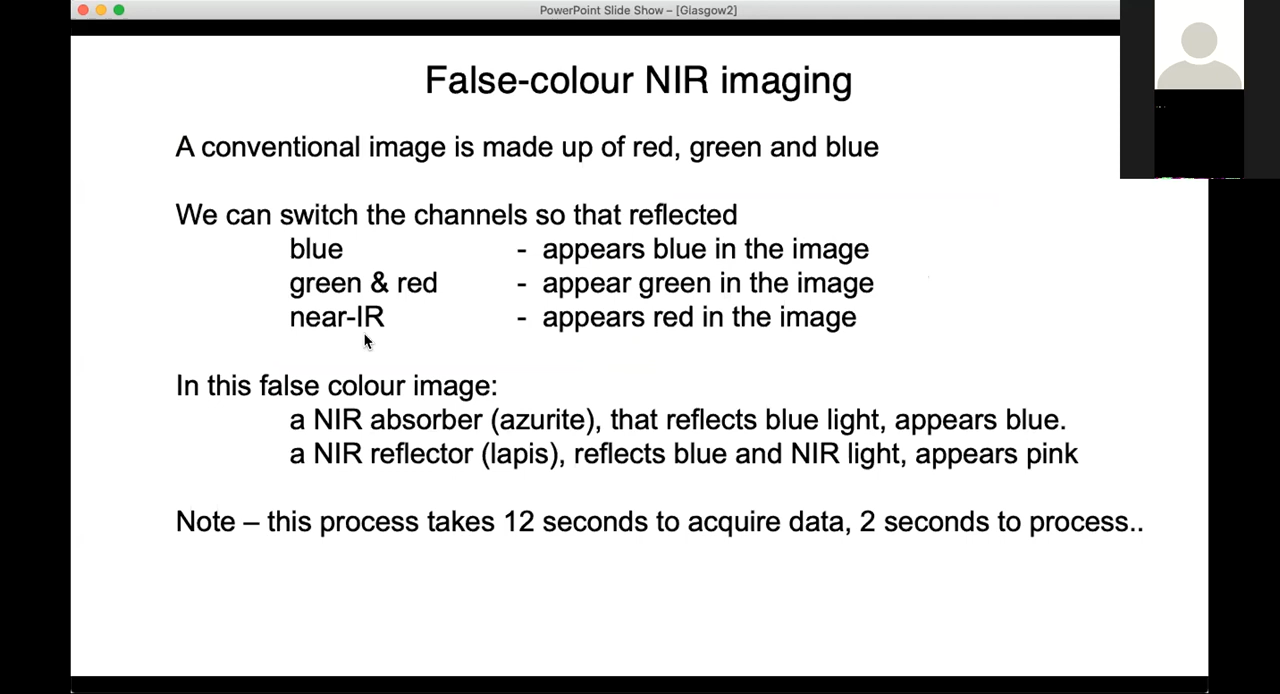 PowerPoint Slide Show – [Glasgow2]
False-colour NIR imaging
A conventional image is made up of red, green and blue
We can switch the channels so that reflected
blue - appears blue in the image
green & red - appear green in the image
near-IR - appears red in the image
In this false colour image:
a NIR absorber (azurite), that reflects blue light, appears blue.
a NIR reflector (lapis), reflects blue and NIR light, appears pink
Note – this process takes 12 seconds to acquire data, 2 seconds to process..